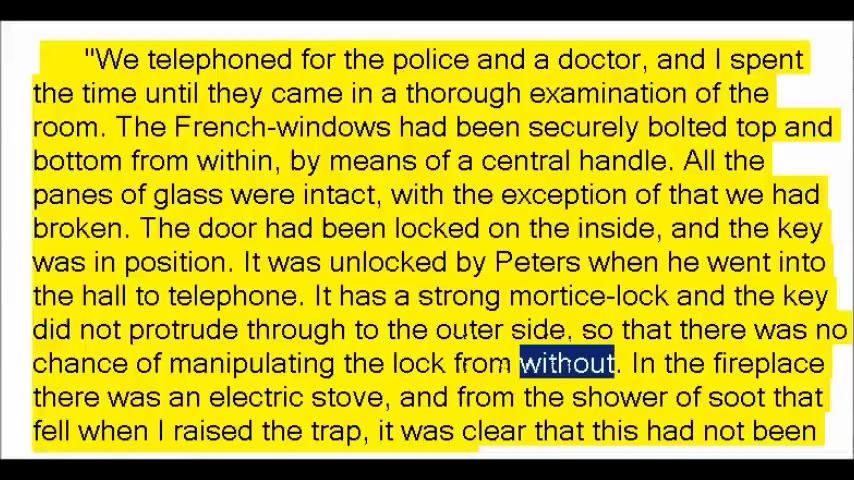 "We telephoned for the police and a doctor, and I spent
the time until they came in a thorough examination of the
room. The French-windows had been securely bolted top and
bottom from within, by means of a central handle. All the
panes of glass were intact, with the exception of that we had
broken. The door had been locked on the inside, and the key
was in position. It was unlocked by Peters when he went into
the hall to telephone. It has a strong mortice-lock and the key
did not protrude through to the outer side, so that there was no
chance of manipulating the lock from without. In the fireplace
there was an electric stove, and from the shower of soot that
fell when I raised the trap, it was clear that this had not been